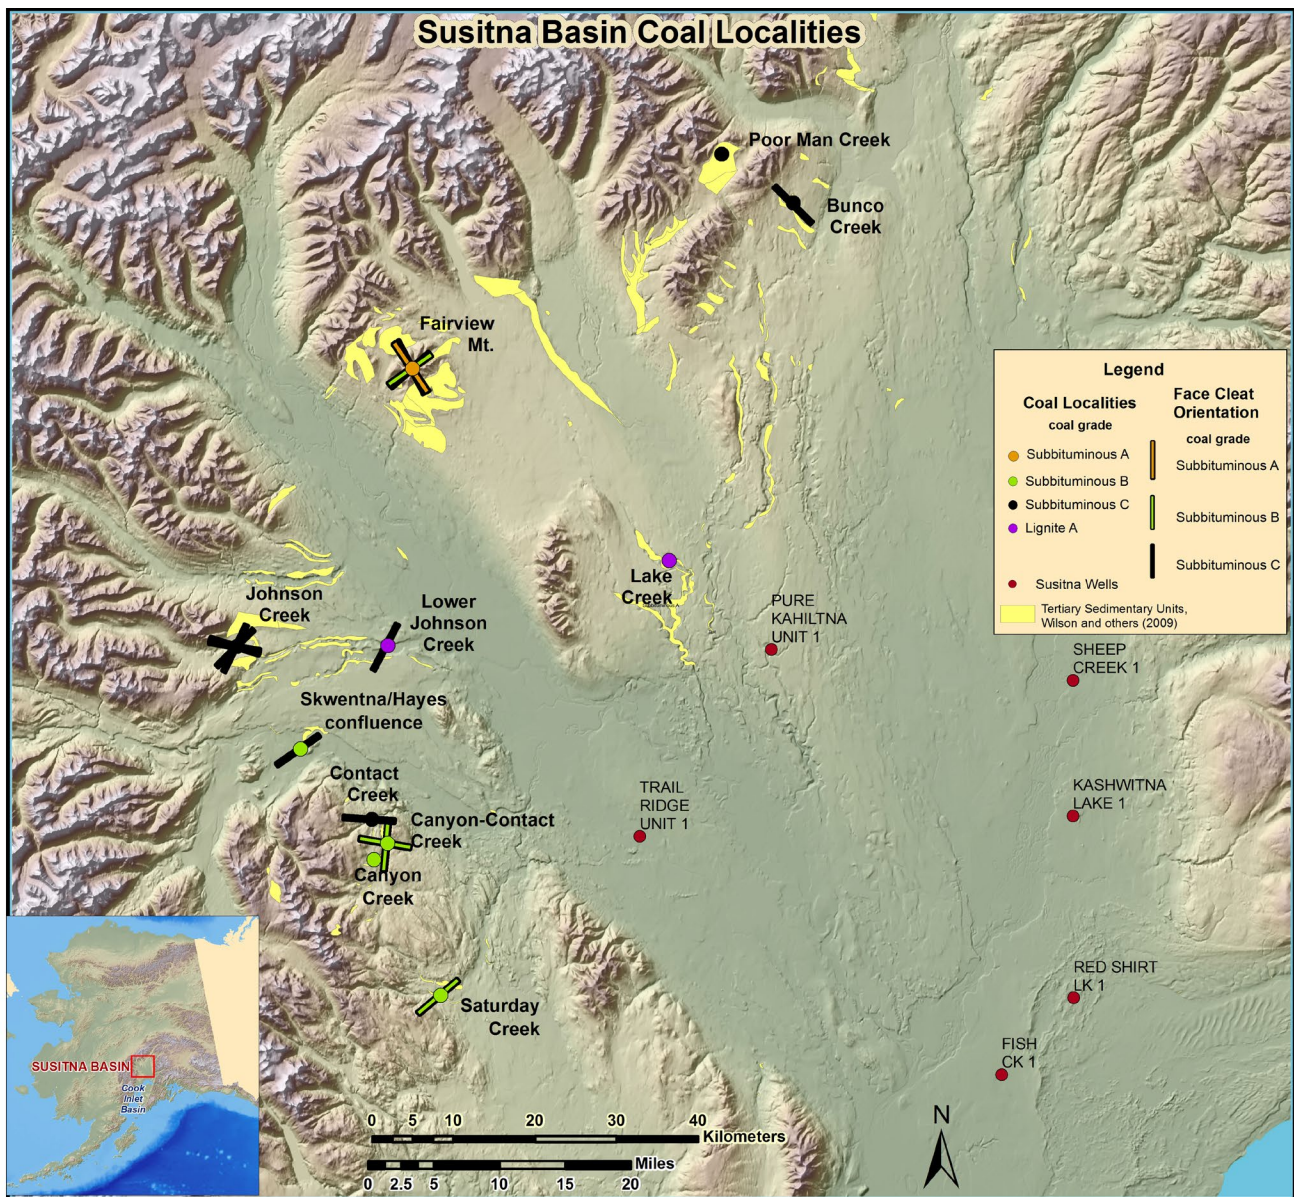 Susitna Basin Coal Localities
Poor Man Creek
Bunco
Creek
Fairview
Mt.
Legend
Coal Localities
coal grade
Subbituminous A
Subbituminous B
Subbituminous C
Lignite A
Susitna Wells
Tertiary Sedimentary Units,
Wilson and others (2009)
Face Cleat
Orientation
coal grade
Subbituminous A
Subbituminous B
Subbituminous C
Lake
Creek
Johnson
Creek
Lower
Johnson
Creek
PURE
KAHILTNA
UNIT 1
SHEEP
CREEK 1
Skwentna/Hayes
confluence
Contact
Creek
Canyon-Contact
Creek
Canyon
Creek
TRAIL
RIDGE
UNIT 1
KASHWITNA
LAKE 1
RED SHIRT
LK 1
Saturday
Creek
FISH
CK 1
SUSITNA BASIN
Cook
Inlet
Basin
N
0 5 10 20 30 40
Kilometers
Miles
0 2.5 5 10 15 20